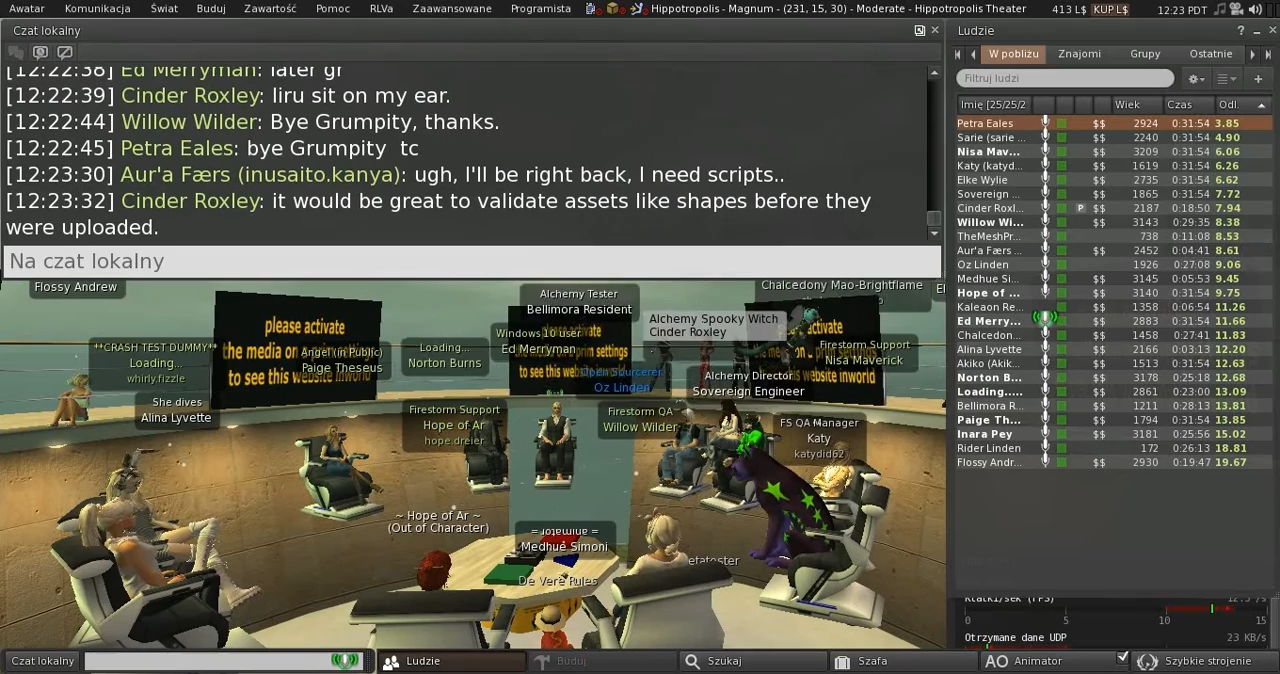 Awatar Komunikacja Świat Buduj Zawartość Pomoc RLVa Zaawansowane Programista Hippotropolis - Magnum - (231, 15, 30) - Moderate - Hippotropolis Theater 413 L$ KUP L$ 12:23 PDT
Czat lokalny
[12:22:38] Ed Merryman: later gr
[12:22:39] Cinder Roxley: liru sit on my ear.
[12:22:44] Willow Wilder: Bye Grumpity, thanks.
[12:22:45] Petra Eales: bye Grumpity tc
[12:23:30] Aur'a Færs (inusaito.kanya): ugh, I'll be right back, I need scripts..
[12:23:32] Cinder Roxley: it would be great to validate assets like shapes before they
were uploaded.
Na czat lokalny
Flossy Andrew
please activate
the media on a prim settings
to see this website inworld
Angel (in Public)
Paige Theseus
**CRASH TEST DUMMY**
Loading...
whirly.fizzle
She dives
Alina Lyvette
Loading...
Norton Burns
Alchemy Tester
Bellimora Resident
Windows 10 user
Ed Merryman
Open Sourcerer
Oz Linden
Alchemy Spooky Witch
Cinder Roxley
Chalcedony Mao-Brightflame
El
Firestorm Support
Nisa Maverick
Alchemy Director
Sovereign Engineer
Firestorm Support
Hope of Ar
hope.dreier
Firestorm QA
Willow Wilder
FS QA Manager
Katy
katydid62
~ Hope of Ar ~
(Out of Character)
Medhue Simoni
De Vere Rules
etatester
Ludzie
W pobliżu Znajomi Grupy Ostatnie
Filtruj ludzi
Imię [25/25/2 Wiek Czas Odl.
Petra Eales $$ 2924 0:31:54 3.85
Sarie (sarie ... $$ 2240 0:31:54 4.90
Nisa Mav... $$ 3209 0:31:54 6.06
Katy (katyd... $$ 1619 0:31:54 6.26
Elke Wylie $$ 2735 0:31:54 6.62
Sovereign ... $$ 1865 0:31:54 7.72
Cinder Roxl... P $$ 2187 0:18:50 7.94
Willow Wi... $$ 3143 0:29:35 8.38
TheMeshPr... 738 0:11:08 8.53
Aur'a Færs ... $$ 2452 0:04:41 8.61
Oz Linden 1926 0:27:08 9.06
Medhue Si... $$ 3145 0:05:53 9.45
Hope of ... $$ 3140 0:31:54 9.75
Kaleaon Re... $$ 1358 0:06:54 11.26
Ed Merry... $$ 2883 0:31:54 11.66
Chalcedon... $$ 1458 0:27:41 11.83
Alina Lyvette $$ 2166 0:03:13 12.20
Akiko (Akik... $$ 1513 0:31:54 12.63
Norton B... $$ 3178 0:25:18 12.68
Loading..... $$ 2861 0:23:00 13.09
Bellimora R... $$ 1211 0:28:13 13.81
Paige Th... $$ 1794 0:31:54 13.85
Inara Pey $$ 3181 0:25:56 15.02
Rider Linden 172 0:26:13 18.81
Flossy Andr... $$ 2930 0:19:47 19.67
Klatki/sek (FPS) 12.5 /s
0 5 10 15
Otrzymane dane UDP 23 KB/s
Czat lokalny Ludzie Buduj Szukaj Szafa AO Animator Szybkie strojenie